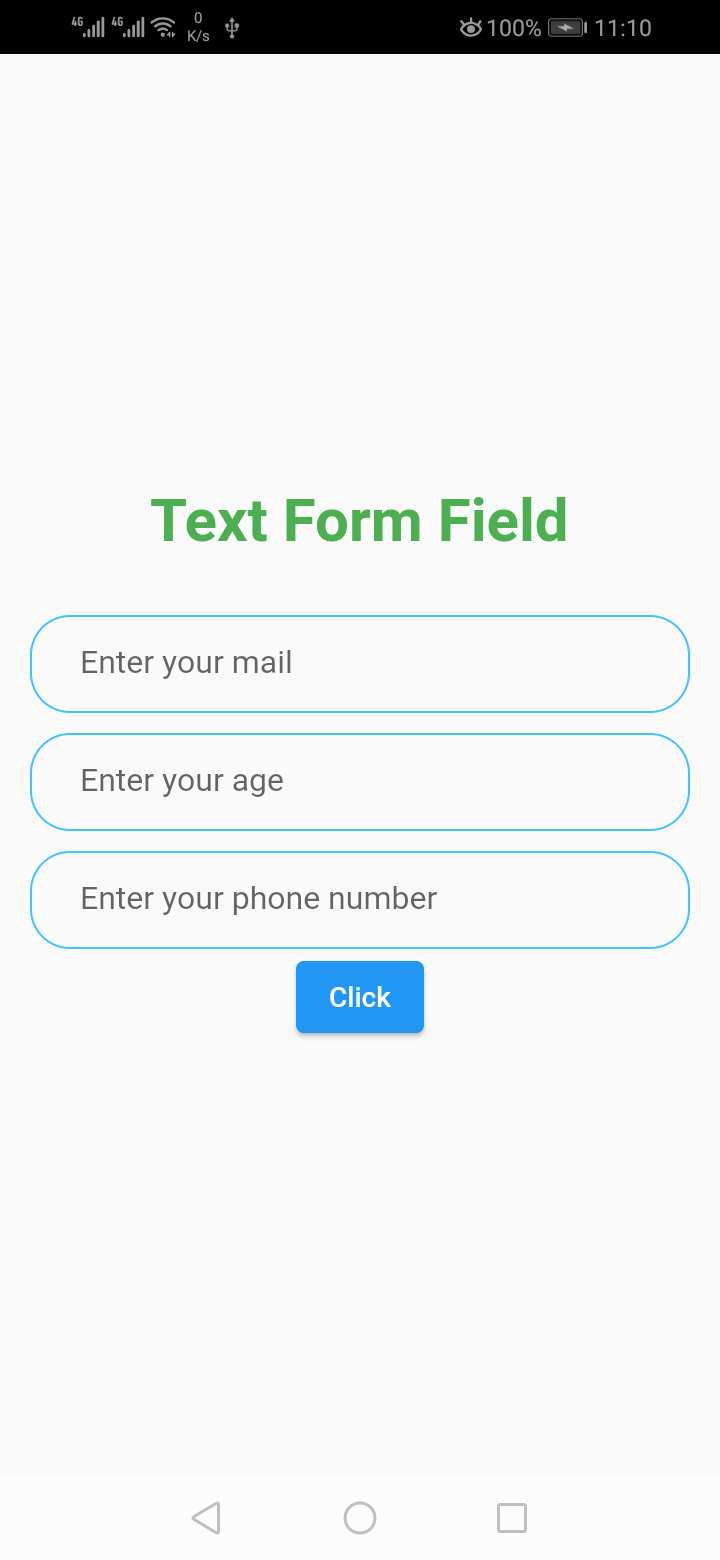 4G 4G 0 K/s 100% 11:10
Text Form Field
Enter your mail
Enter your age
Enter your phone number
Click